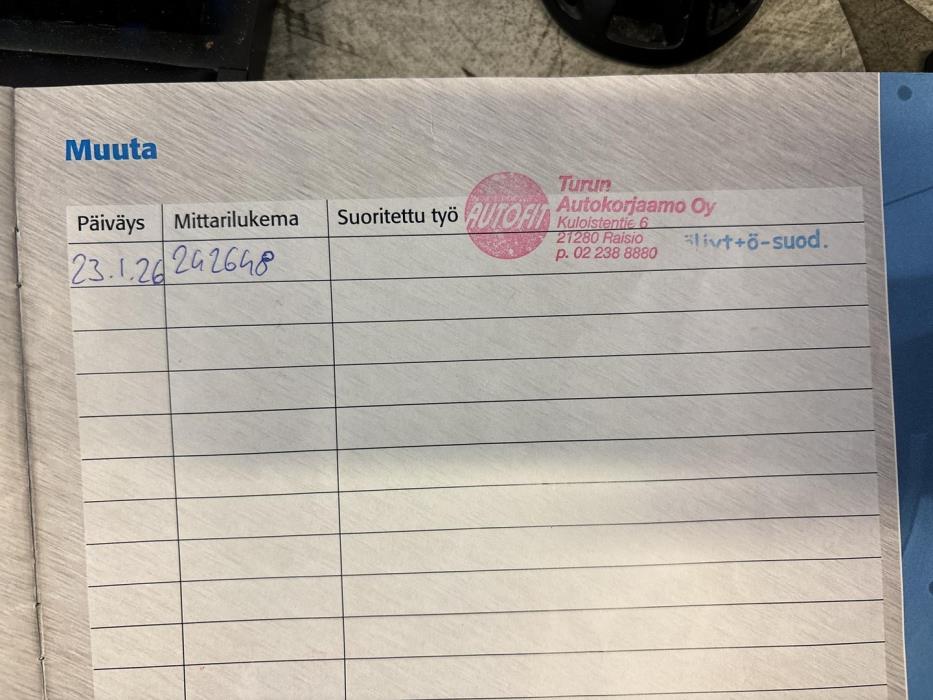 Muuta
Päiväys Mittarilukema Suoritettu työ
AUTOFIT
Turun
Autokorjaamo Oy
Kuloistentie 6
21280 Raisio
p. 02 238 8880
öljyt+ö-suod.
23.1.26 242648